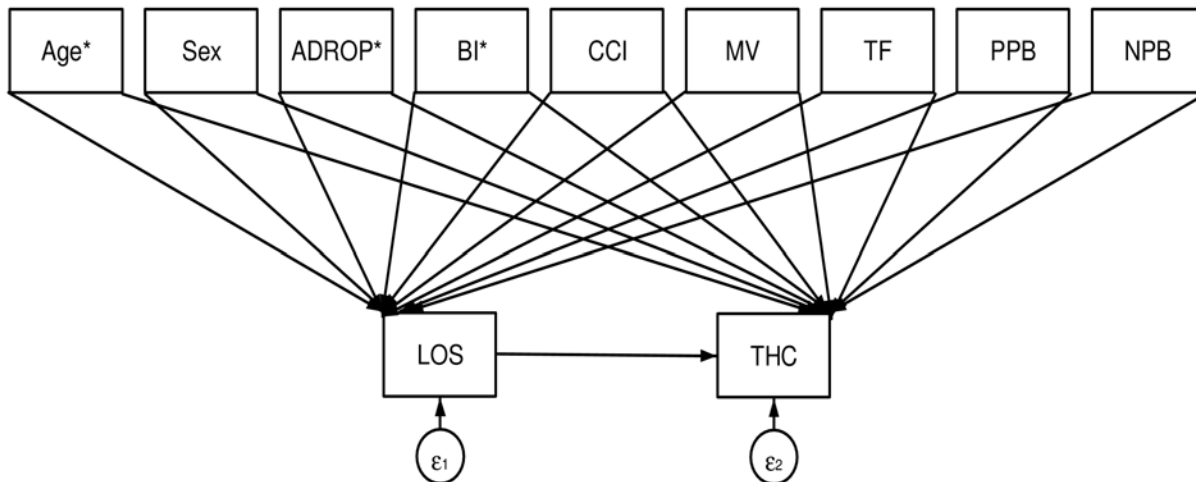 Age* Sex ADROP* BI* CCI MV TF PPB NPB
LOS THC
ε1 ε2